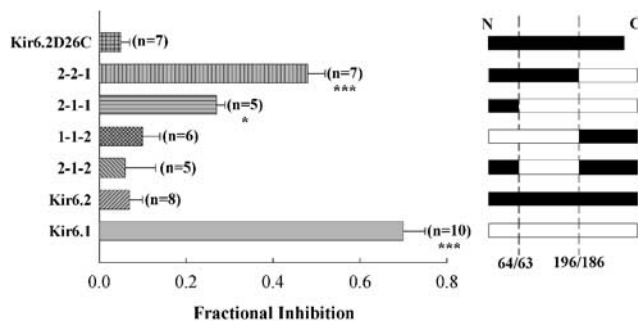 N C
Kir6.2D26C (n=7)
2-2-1 (n=7)
***
2-1-1 (n=5)
*
1-1-2 (n=6)
2-1-2 (n=5)
Kir6.2 (n=8)
Kir6.1 (n=10)
***
64/63 196/186
0.0 0.2 0.4 0.6 0.8
Fractional Inhibition